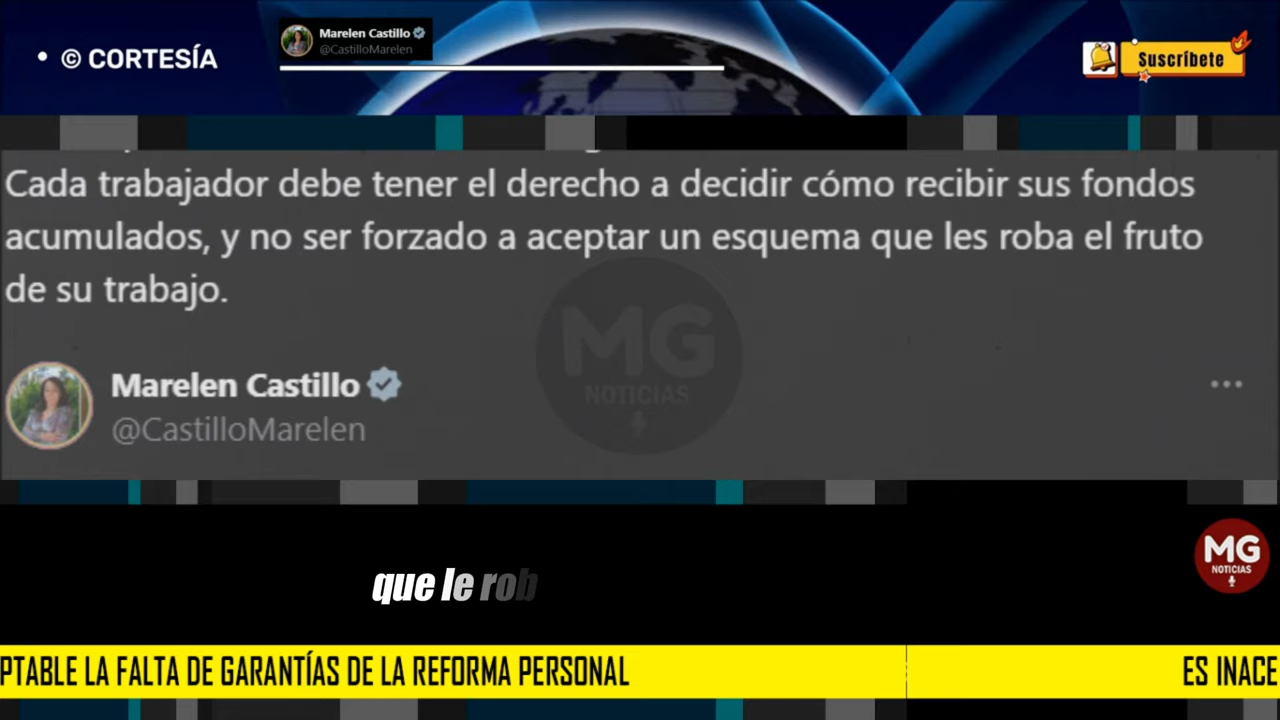 • © CORTESÍA
Marelen Castillo
@CastilloMarelen
Suscríbete
Cada trabajador debe tener el derecho a decidir cómo recibir sus fondos
acumulados, y no ser forzado a aceptar un esquema que les roba el fruto
de su trabajo.
MG
NOTICIAS
Marelen Castillo
@CastilloMarelen
MG
NOTICIAS
que le rob
PTABLE LA FALTA DE GARANTÍAS DE LA REFORMA PERSONAL
ES INACE